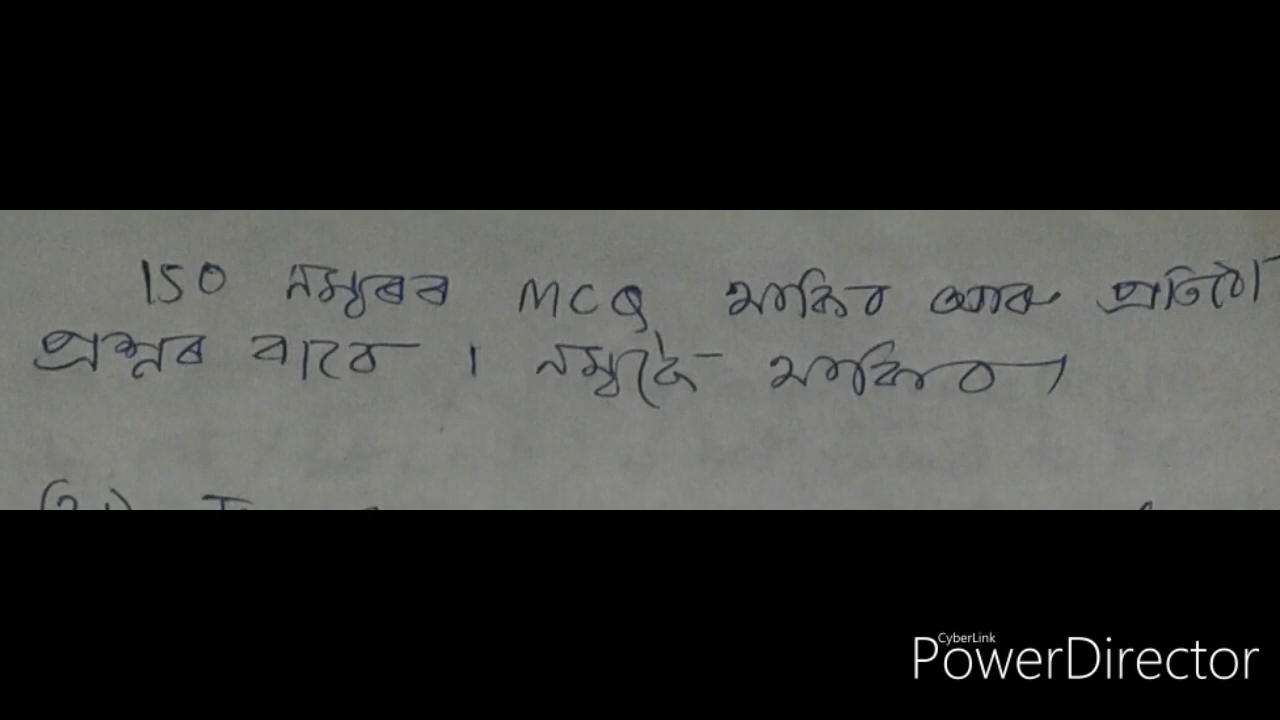 150 নম্বৰৰ MCQ থাকিব আৰু প্ৰতিটো
প্ৰশ্নৰ বাবে 1 নম্বৰকৈ থাকিব।
CyberLink
PowerDirector